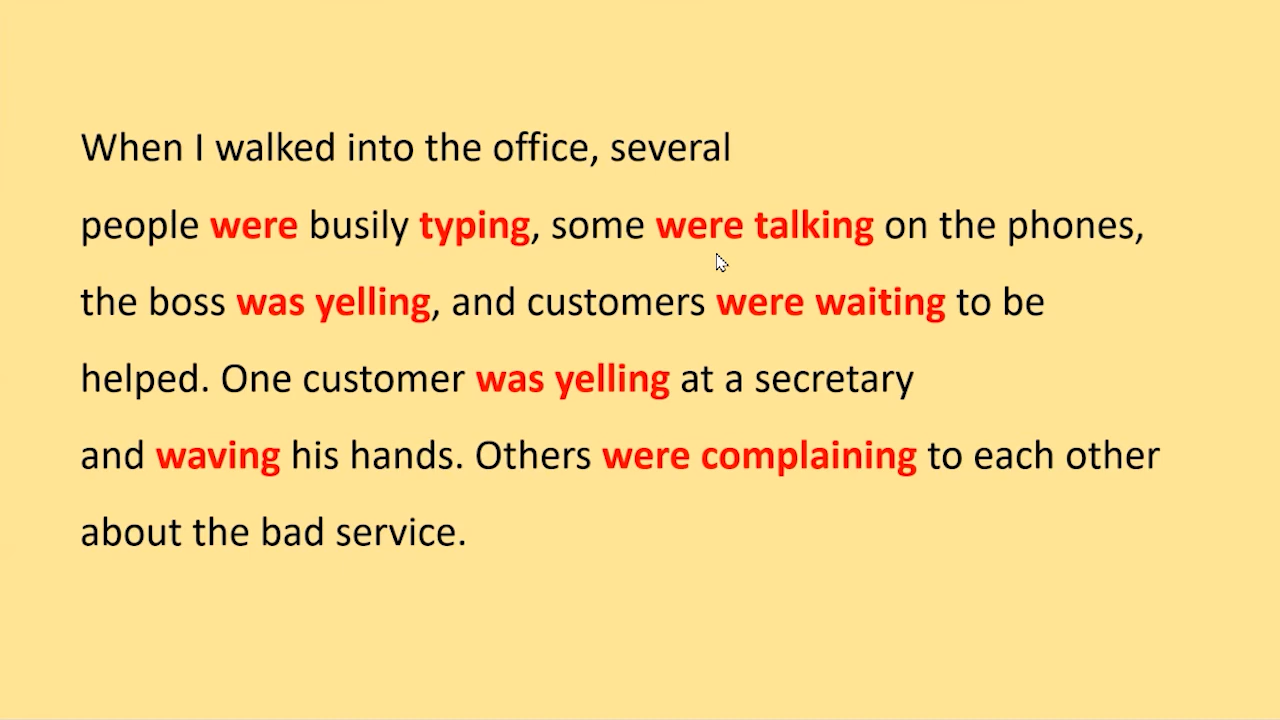 When I walked into the office, several
people were busily typing, some were talking on the phones,
the boss was yelling, and customers were waiting to be
helped. One customer was yelling at a secretary
and waving his hands. Others were complaining to each other
about the bad service.